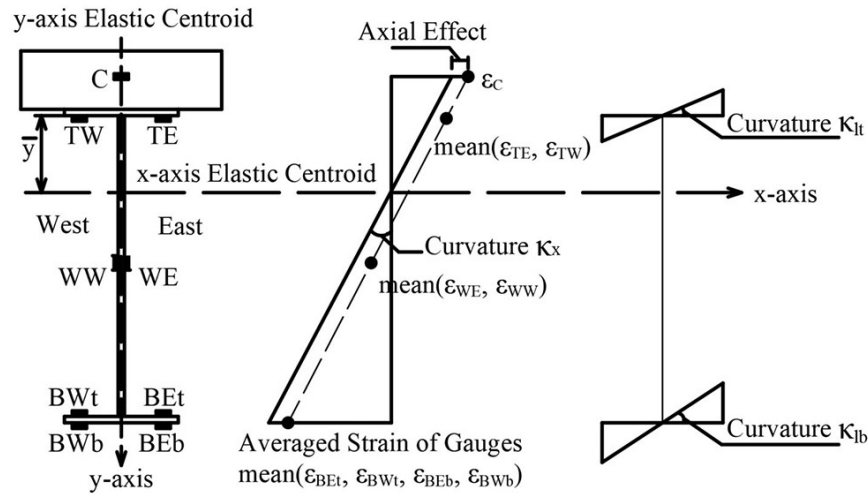 y-axis Elastic Centroid
C
TW TE
y̅
x-axis Elastic Centroid
West East
WW WE
BWt BEt
BWb BEb
y-axis
Axial Effect
εC
mean(εTE, εTW)
Curvature κx
mean(εWE, εWW)
Averaged Strain of Gauges
mean(εBEt, εBWt, εBEb, εBWb)
Curvature κlt
x-axis
Curvature κlb